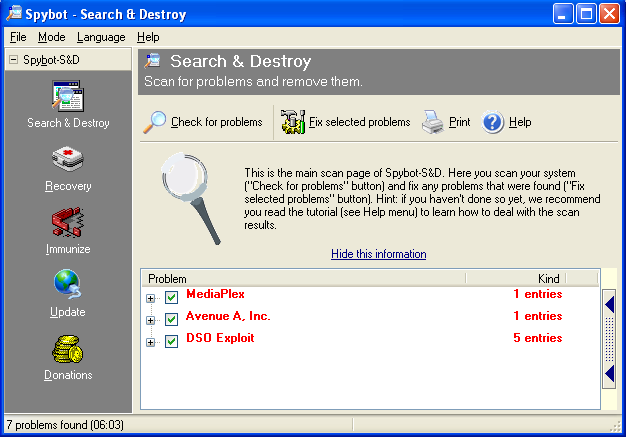 Spybot - Search & Destroy
File Mode Language Help
Spybot-S&D
Search & Destroy
Scan for problems and remove them.
Search & Destroy
Recovery
Immunize
Update
Donations
Check for problems
Fix selected problems
Print
Help
This is the main scan page of Spybot-S&D. Here you scan your system
("Check for problems" button) and fix any problems that were found ("Fix
selected problems" button). Hint: if you haven't done so yet, we recommend
you read the tutorial (see Help menu) to learn how to deal with the scan
results.
Hide this information
Problem Kind
MediaPlex 1 entries
Avenue A, Inc. 1 entries
DSO Exploit 5 entries
7 problems found (06:03)